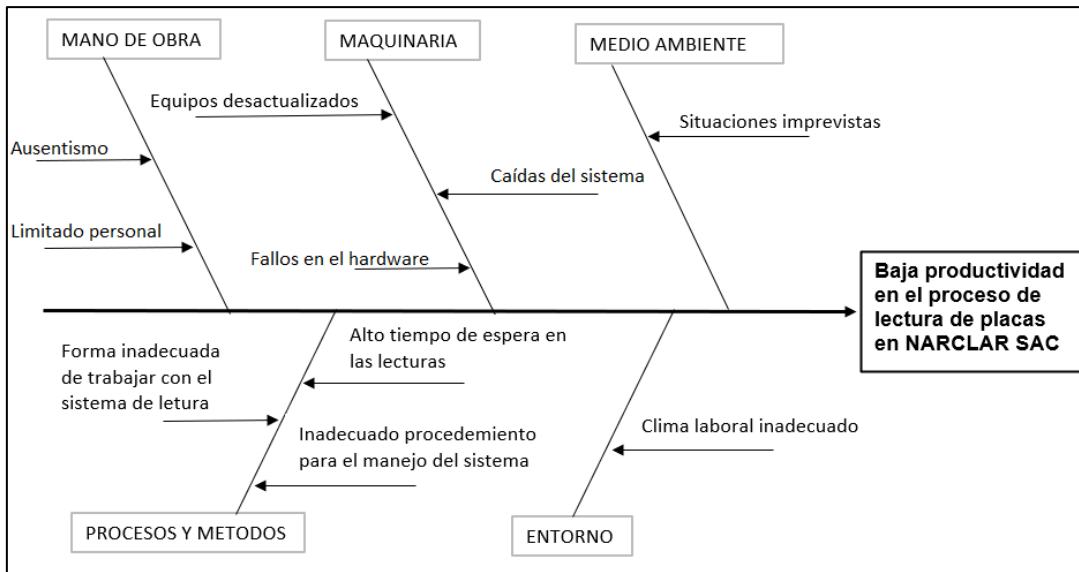 MANO DE OBRA
MAQUINARIA
MEDIO AMBIENTE
Equipos desactualizados
Situaciones imprevistas
Ausentismo
Caídas del sistema
Limitado personal
Fallos en el hardware
Baja productividad
en el proceso de
lectura de placas
en NARCLAR SAC
Alto tiempo de espera en
las lecturas
Forma inadecuada
de trabajar con el
sistema de letura
Inadecuado procedemiento
para el manejo del sistema
Clima laboral inadecuado
PROCESOS Y METODOS
ENTORNO